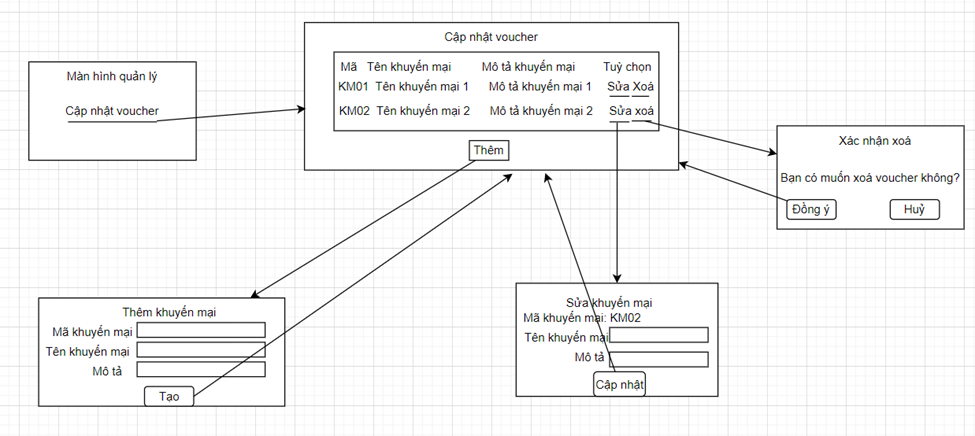 Màn hình quản lý
Cập nhật voucher
Cập nhật voucher
Mã Tên khuyến mại Mô tả khuyến mại Tuỳ chọn
KM01 Tên khuyến mại 1 Mô tả khuyến mại 1 Sửa Xoá
KM02 Tên khuyến mại 2 Mô tả khuyến mại 2 Sửa xoá
Thêm
Xác nhận xoá
Bạn có muốn xoá voucher không?
Đồng ý Huỷ
Thêm khuyến mại
Mã khuyến mại
Tên khuyến mại
Mô tả
Tạo
Sửa khuyến mại
Mã khuyến mại: KM02
Tên khuyến mại
Mô tả
Cập nhật